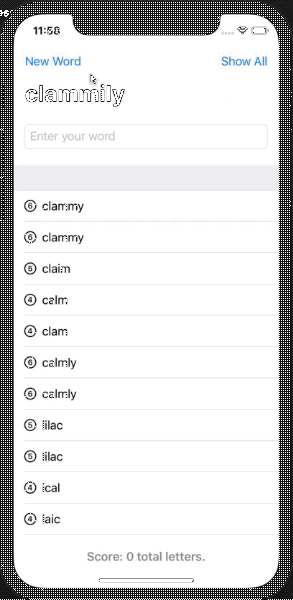 11:58
New Word Show All
clammily
Enter your word
6 clammy
6 clammy
5 claim
4 calm
4 clam
6 calmly
6 calmly
5 lilac
5 lilac
4 ical
4 laic
Score: 0 total letters.